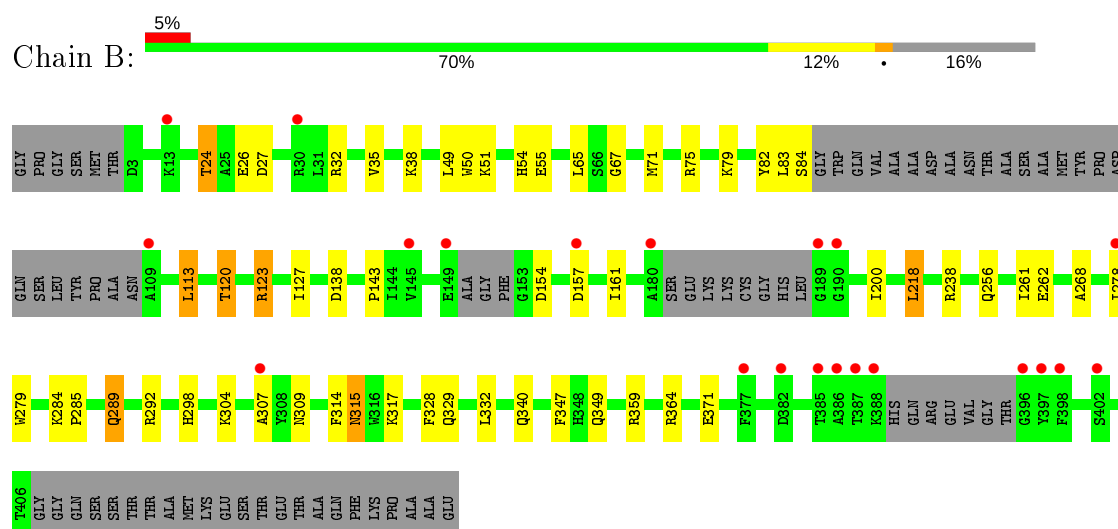 5%
Chain B:
70% 12% • 16%
GLY PRO GLY SER MET THR D3 K13 T24 A25 E26 D27 R30 L31 R32 V35 K38 L49 W50 K51 H54 E55 L65 S66 G67 M71 R75 K79 Y82 L83 S84 GLY TRP GLN VAL ALA ALA ASP ALA ASN THR ALA SER ALA MET TYR PRO ASP
GLN SER LEU TYR PRO ALA ASN A109 L113 T120 R123 I127 D138 P143 I144 V145 E149 ALA GLY PHE G153 D154 D157 I161 A180 SER GLU LYS LYS CYS GLY HIS LEU G189 G190 I200 L218 R238 Q256 I261 E262 A268 I278
W279 K284 P285 Q289 R292 H298 K304 A307 Y308 N309 F314 N315 W316 K317 F328 Q329 L332 Q340 F347 H348 Q349 R359 R364 E371 F377 D382 T385 A386 T387 K388 HIS GLN ARG GLU VAL GLY THR G396 Y397 F398 S402
T406 GLY GLY GLN SER SER THR THR ALA MET LYS GLU SER THR GLU THR ALA GLN PHE LYS PRO ALA ALA GLU